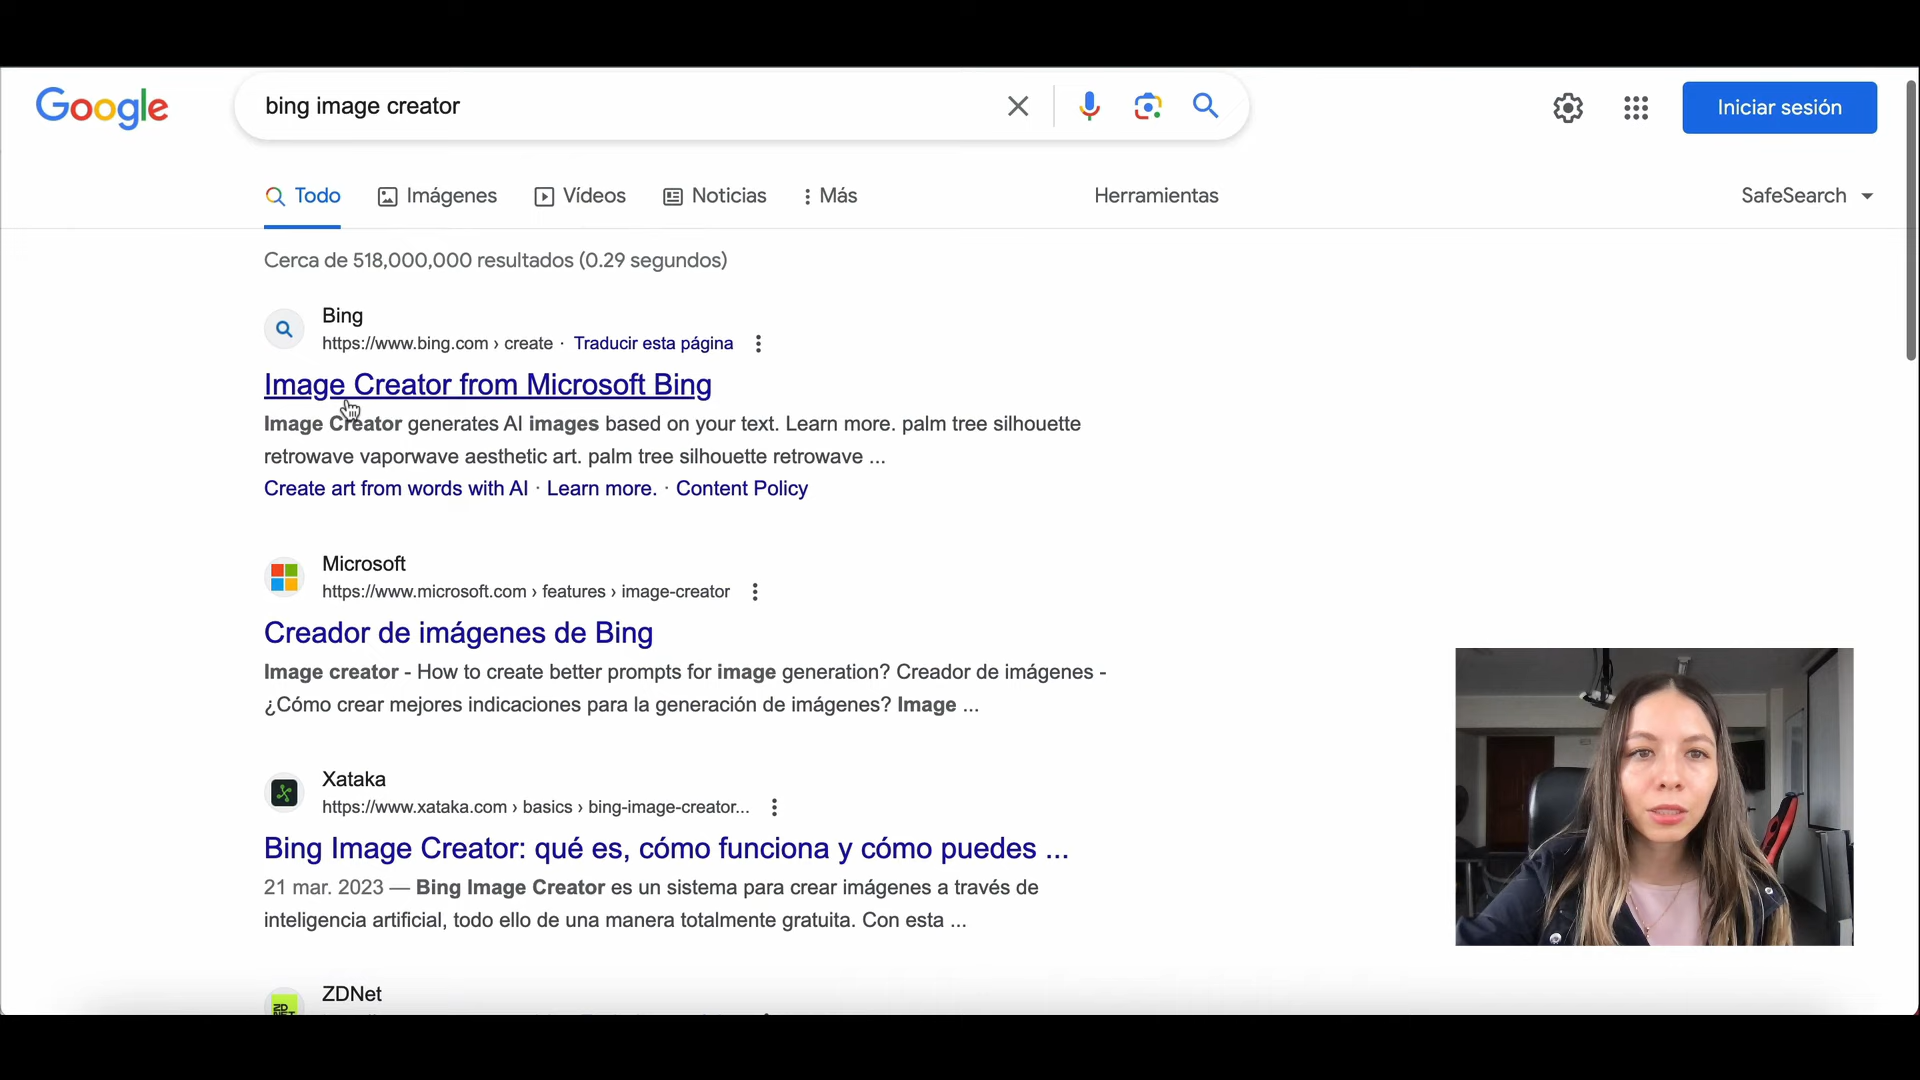 Google
bing image creator
Iniciar sesión
Todo
Imágenes
Vídeos
Noticias
Más
Herramientas
SafeSearch
Cerca de 518,000,000 resultados (0.29 segundos)
Bing
https://www.bing.com › create · Traducir esta página
Image Creator from Microsoft Bing
Image Creator generates AI images based on your text. Learn more. palm tree silhouette
retrowave vaporwave aesthetic art. palm tree silhouette retrowave ...
Create art from words with AI · Learn more. · Content Policy
Microsoft
https://www.microsoft.com › features › image-creator
Creador de imágenes de Bing
Image creator - How to create better prompts for image generation? Creador de imágenes -
¿Cómo crear mejores indicaciones para la generación de imágenes? Image ...
Xataka
https://www.xataka.com › basics › bing-image-creator...
Bing Image Creator: qué es, cómo funciona y cómo puedes ...
21 mar. 2023 — Bing Image Creator es un sistema para crear imágenes a través de
inteligencia artificial, todo ello de una manera totalmente gratuita. Con esta ...
ZDNet